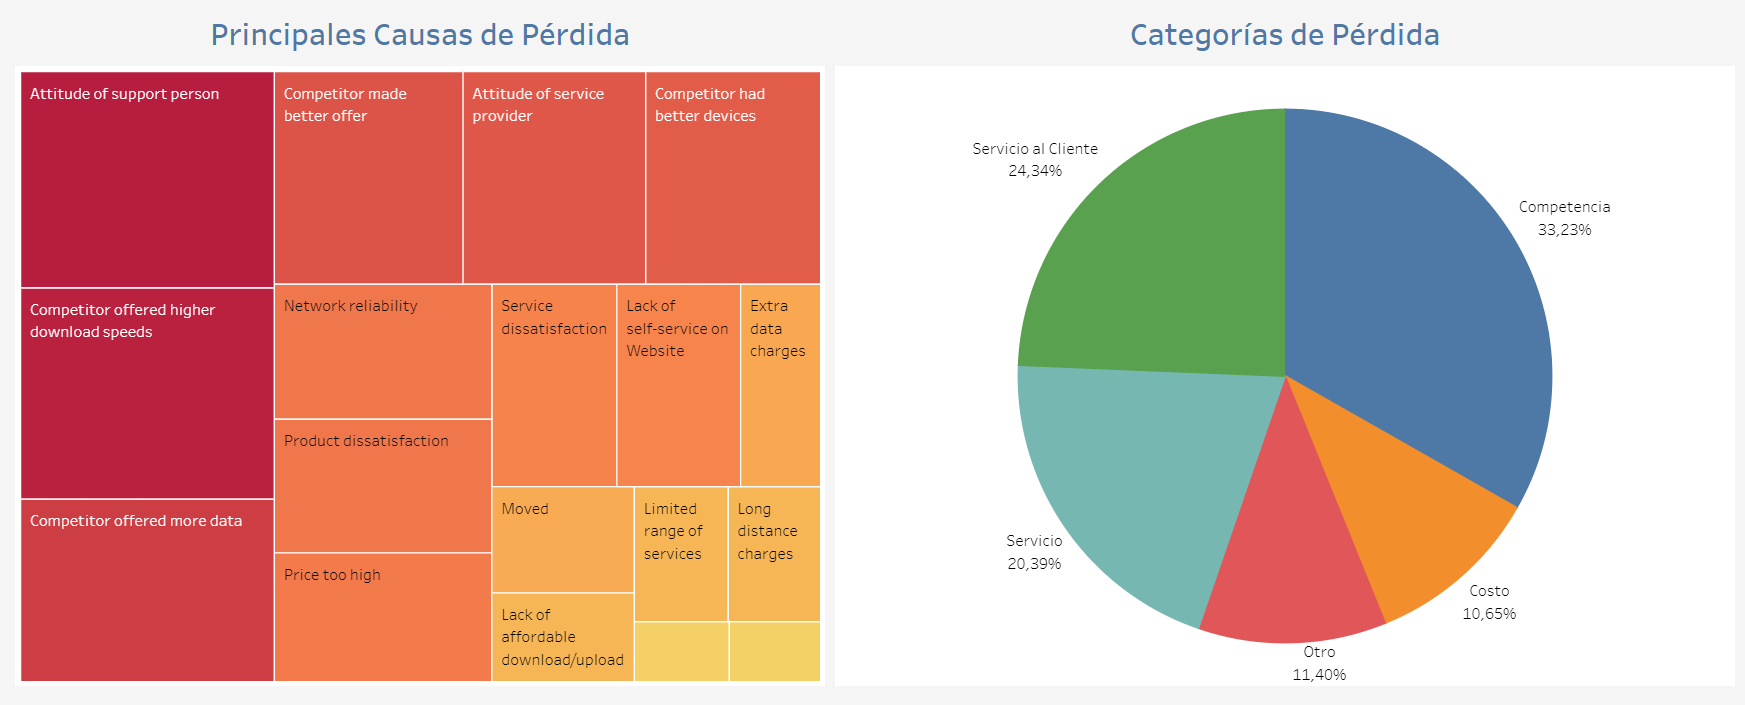 Principales Causas de Pérdida
Attitude of support person
Competitor made
better offer
Attitude of service
provider
Competitor had
better devices
Competitor offered higher
download speeds
Network reliability
Service
dissatisfaction
Lack of
self-service on
Website
Extra
data
charges
Product dissatisfaction
Competitor offered more data
Moved
Limited
range of
services
Long
distance
charges
Price too high
Lack of
affordable
download/upload
Categorías de Pérdida
Servicio al Cliente
24,34%
Competencia
33,23%
Servicio
20,39%
Costo
10,65%
Otro
11,40%